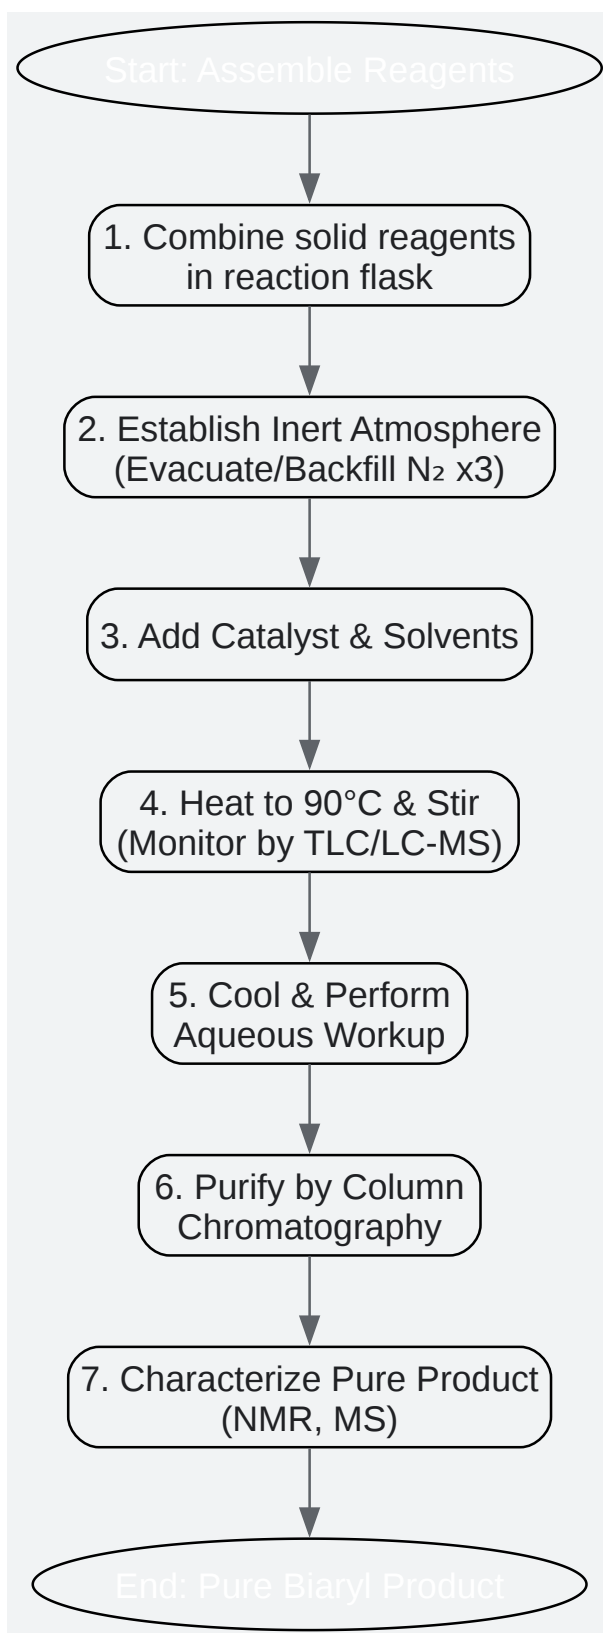 Start: Assemble Reagents
1. Combine solid reagents
in reaction flask
2. Establish Inert Atmosphere
(Evacuate/Backfill N₂ x3)
3. Add Catalyst & Solvents
4. Heat to 90°C & Stir
(Monitor by TLC/LC-MS)
5. Cool & Perform
Aqueous Workup
6. Purify by Column
Chromatography
7. Characterize Pure Product
(NMR, MS)
End: Pure Biaryl Product